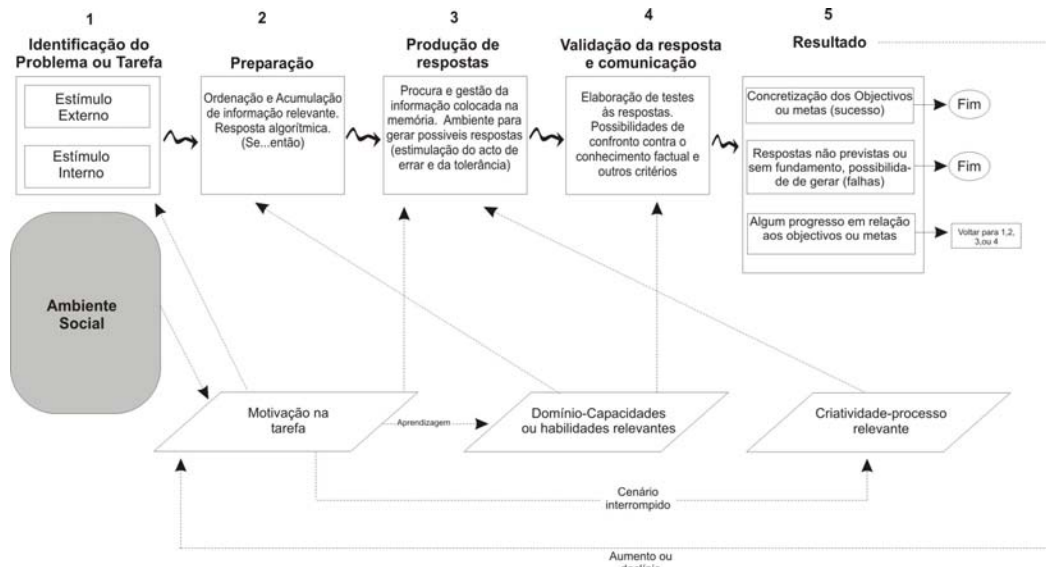 1
Identificação do
Problema ou Tarefa
Estímulo
Externo
Estímulo
Interno
2
Preparação
Ordenação e Acumulação
de informação relevante.
Resposta algorítmica.
(Se...então)
3
Produção de
respostas
Procura e gestão da
informação colocada na
memória. Ambiente para
gerar possiveis respostas
(estimulação do acto de
errar e da tolerância)
4
Validação da resposta
e comunicação
Elaboração de testes
às respostas.
Possibilidades de
confronto contra o
conhecimento factual e
outros critérios
5
Resultado
Concretização dos Objectivos
ou metas (sucesso)
Fim
Respostas não previstas ou
sem fundamento, possibilida-
de de gerar (falhas)
Fim
Algum progresso em relação
aos objectivos ou metas
Voltar para 1,2,
3,ou 4
Ambiente
Social
Motivação na
tarefa
Aprendizagem
Domínio-Capacidades
ou habilidades relevantes
Criatividade-processo
relevante
Cenário
interrompido
Aumento ou